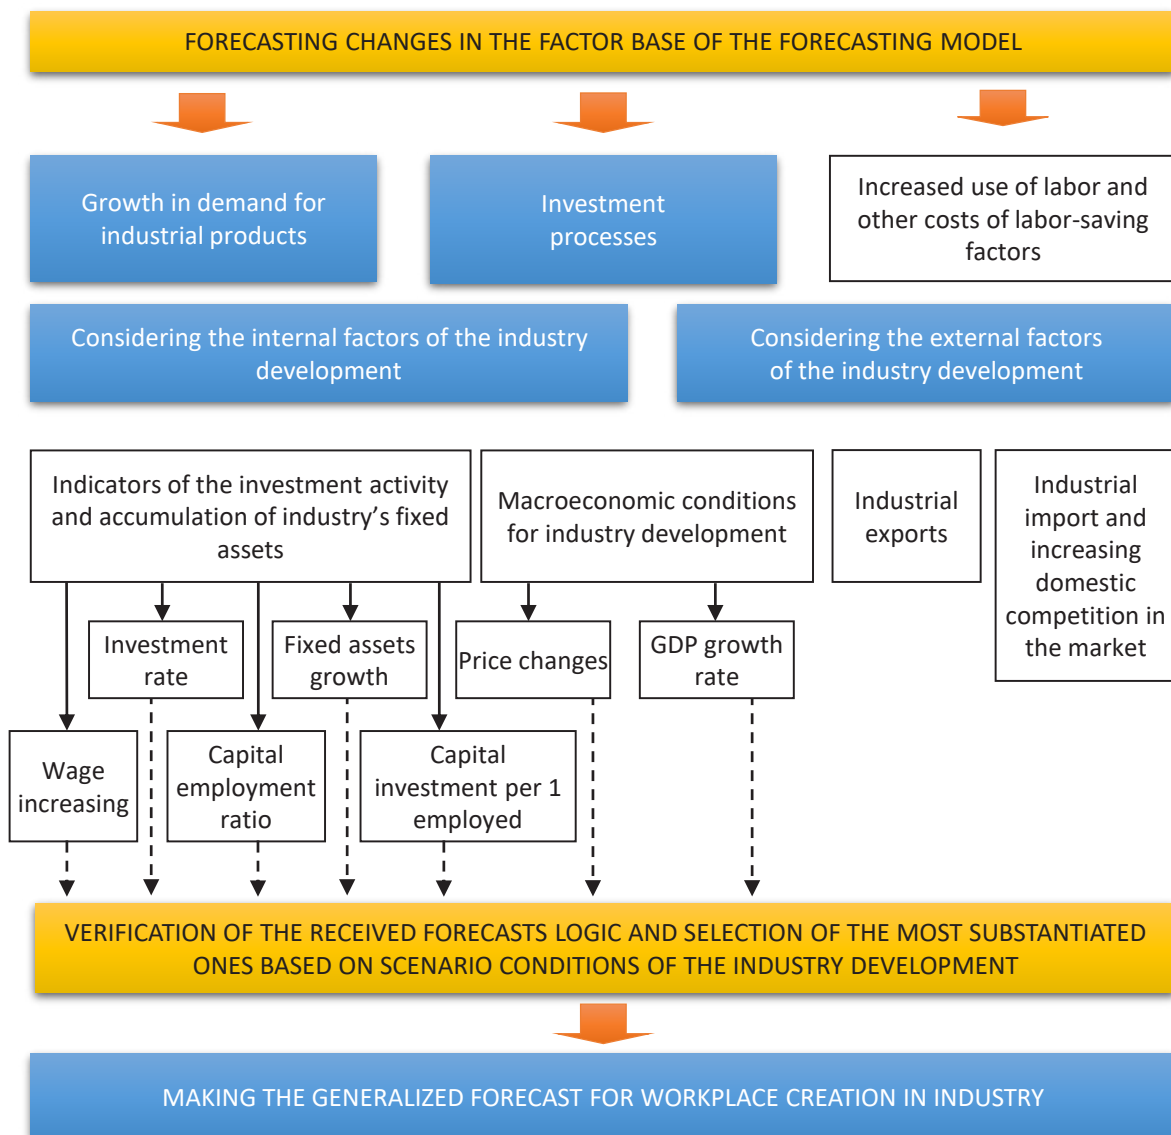 FORECASTING CHANGES IN THE FACTOR BASE OF THE FORECASTING MODEL
Growth in demand for
industrial products
Investment
processes
Increased use of labor and
other costs of labor-saving
factors
Considering the internal factors of the industry
development
Considering the external factors
of the industry development
Indicators of the investment activity
and accumulation of industry’s fixed
assets
Macroeconomic conditions
for industry development
Industrial
exports
Industrial
import and
increasing
domestic
competition in
the market
Investment
rate
Fixed assets
growth
Price changes
GDP growth
rate
Wage
increasing
Capital
employment
ratio
Capital
investment per 1
employed
VERIFICATION OF THE RECEIVED FORECASTS LOGIC AND SELECTION OF THE MOST SUBSTANTIATED
ONES BASED ON SCENARIO CONDITIONS OF THE INDUSTRY DEVELOPMENT
MAKING THE GENERALIZED FORECAST FOR WORKPLACE CREATION IN INDUSTRY